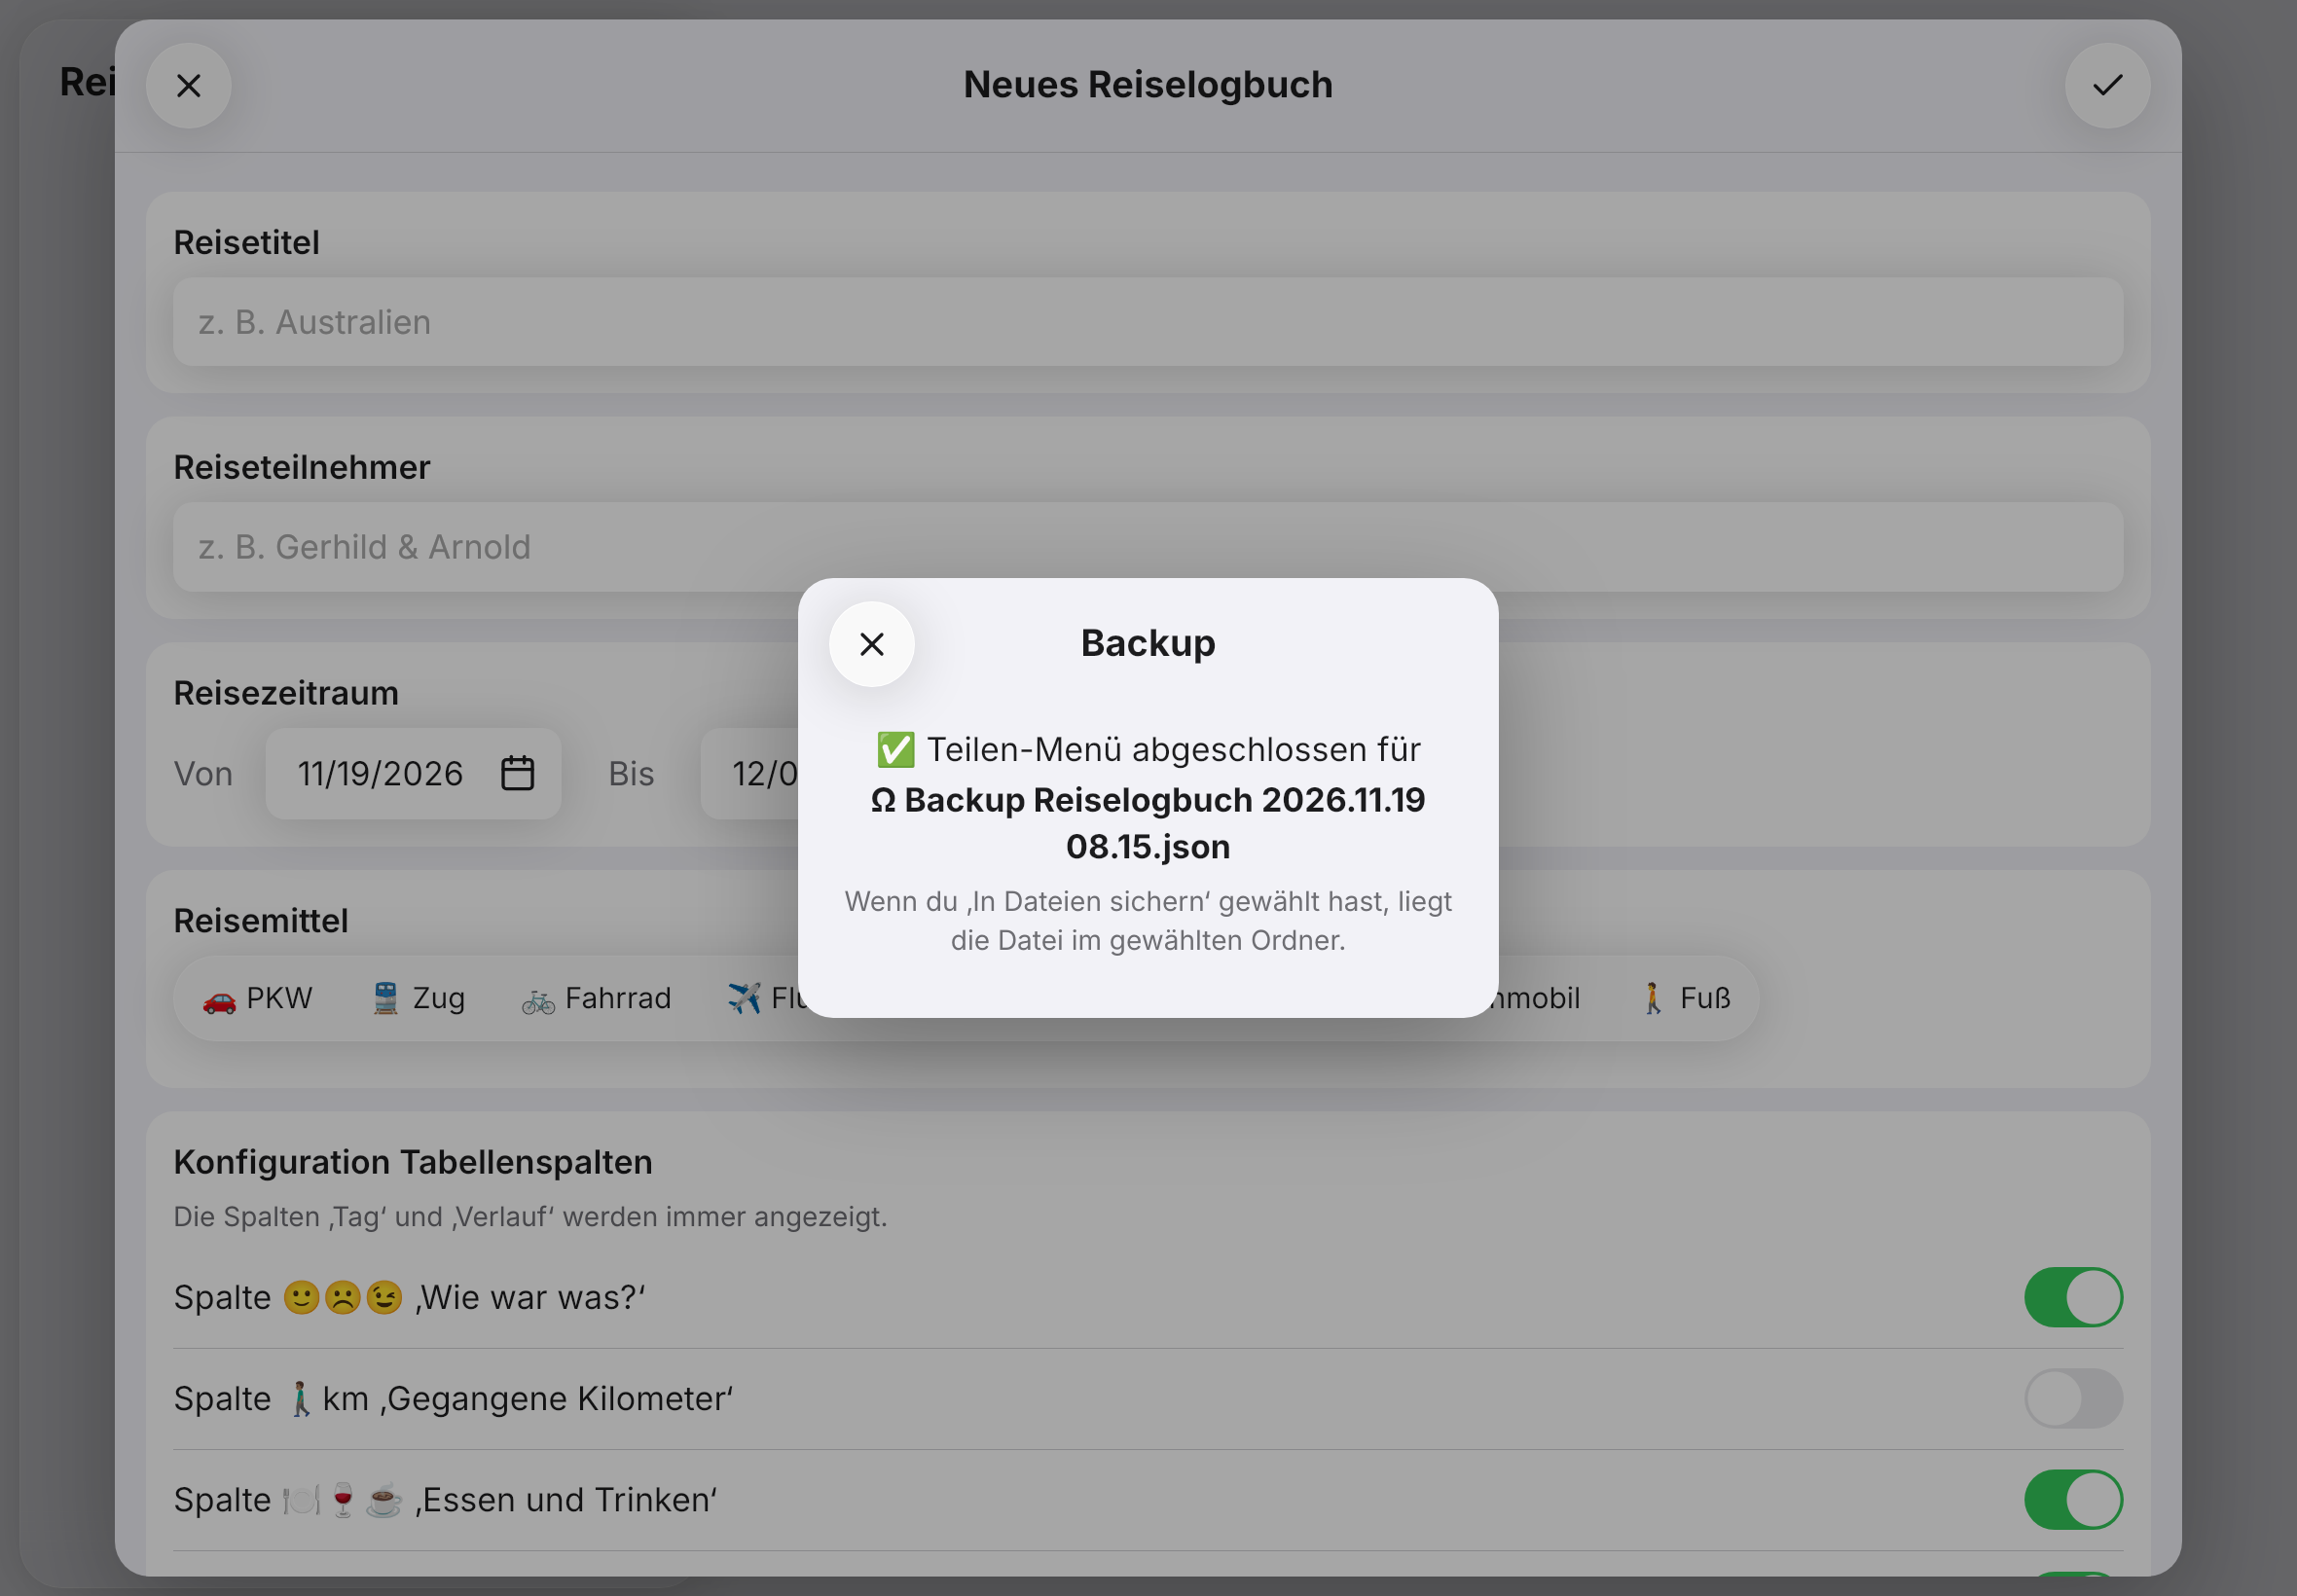 Rei
Neues Reiselogbuch
Reisetitel
z. B. Australien
Reiseteilnehmer
z. B. Gerhild & Arnold
Reisezeitraum
Von 11/19/2026 Bis 12/0
Reisemittel
🚗 PKW 🚆 Zug 🚲 Fahrrad ✈️ Flu nmobil 🚶 Fuß
Backup
✅ Teilen-Menü abgeschlossen für
Ω Backup Reiselogbuch 2026.11.19
08.15.json
Wenn du ‚In Dateien sichern‘ gewählt hast, liegt
die Datei im gewählten Ordner.
Konfiguration Tabellenspalten
Die Spalten ‚Tag‘ und ‚Verlauf‘ werden immer angezeigt.
Spalte 🙂☹️😉 ‚Wie war was?‘
Spalte 🚶km ‚Gegangene Kilometer‘
Spalte 🍽️🍷☕ ‚Essen und Trinken‘